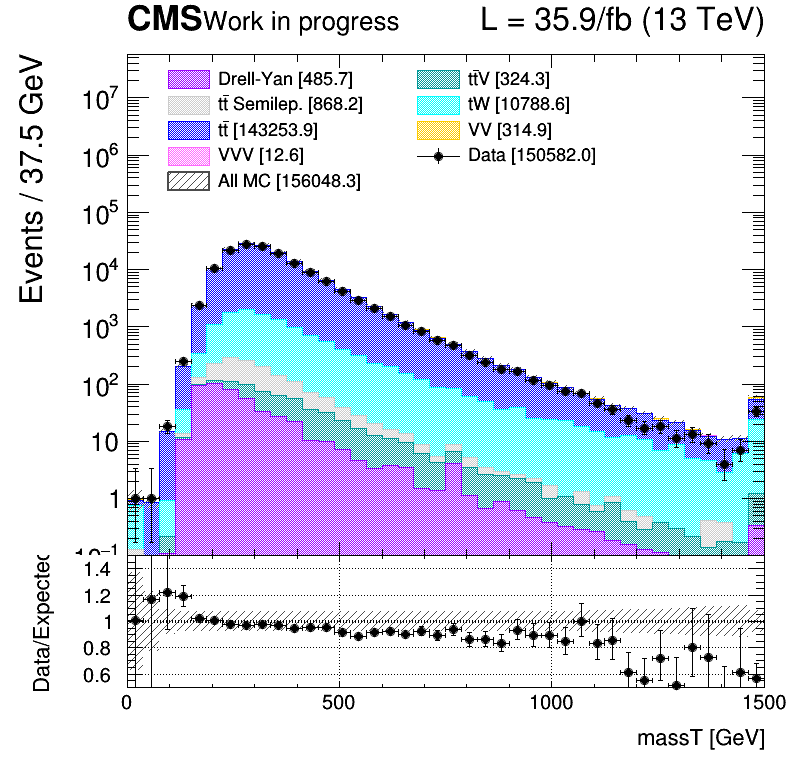 CMS Work in progress L = 35.9/fb (13 TeV)
Events / 37.5 GeV
Drell-Yan [485.7]
tt̄ Semilep. [868.2]
tt̄ [143253.9]
VVV [12.6]
All MC [156048.3]
tt̄V [324.3]
tW [10788.6]
VV [314.9]
Data [150582.0]
10⁷
10⁶
10⁵
10⁴
10³
10²
10
1
10⁻¹
Data/Expected
1.4
1.2
1
0.8
0.6
0 500 1000 1500
massT [GeV]